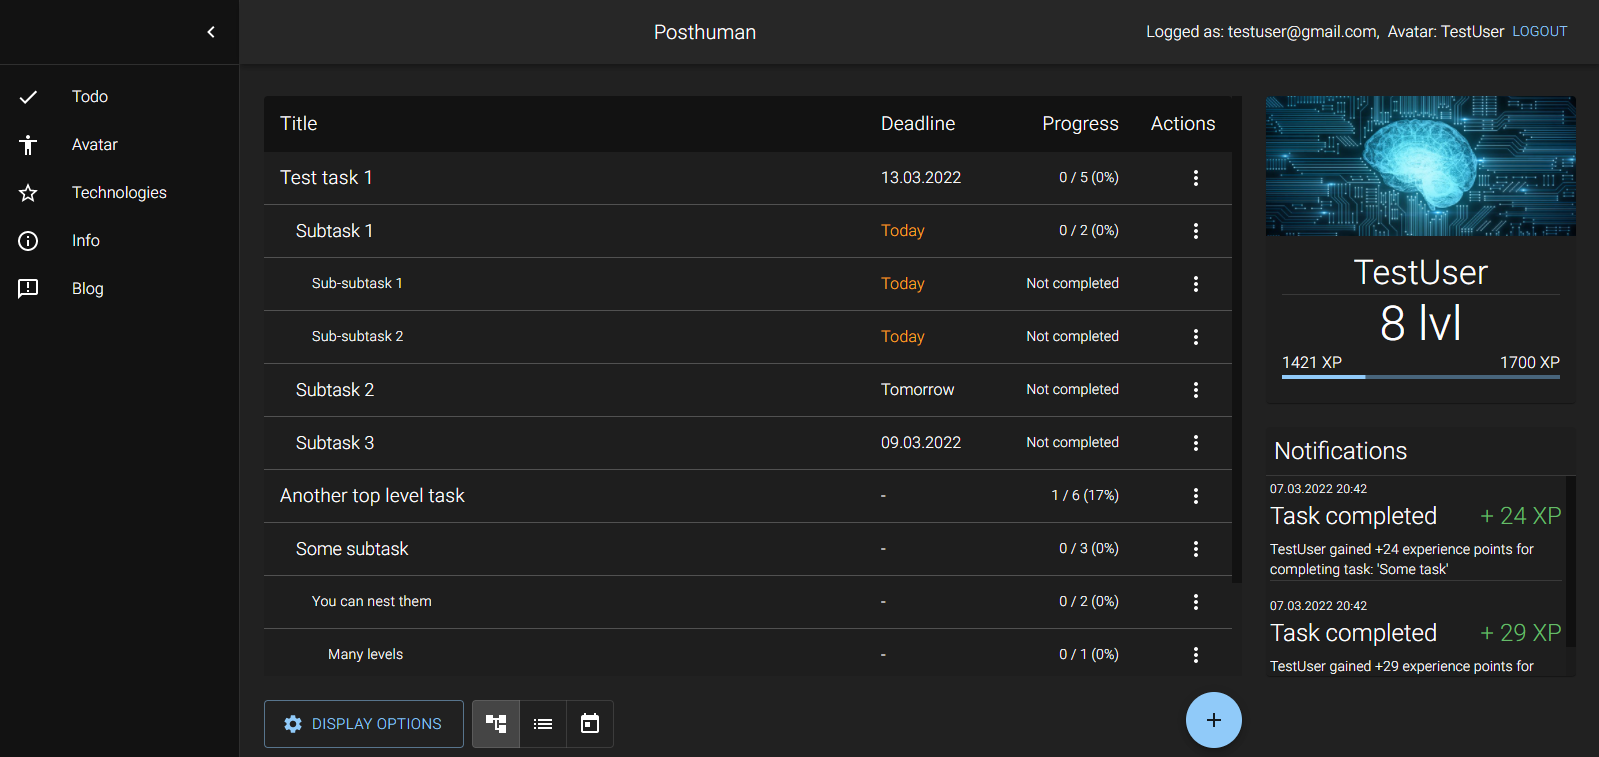 Posthuman
Logged as: testuser@gmail.com, Avatar: TestUser LOGOUT
Todo
Avatar
Technologies
Info
Blog
Title Deadline Progress Actions
Test task 1 13.03.2022 0 / 5 (0%)
Subtask 1 Today 0 / 2 (0%)
Sub-subtask 1 Today Not completed
Sub-subtask 2 Today Not completed
Subtask 2 Tomorrow Not completed
Subtask 3 09.03.2022 Not completed
Another top level task - 1 / 6 (17%)
Some subtask - 0 / 3 (0%)
You can nest them - 0 / 2 (0%)
Many levels - 0 / 1 (0%)
DISPLAY OPTIONS
TestUser
8 lvl
1421 XP 1700 XP
Notifications
07.03.2022 20:42
Task completed + 24 XP
TestUser gained +24 experience points for
completing task: 'Some task'
07.03.2022 20:42
Task completed + 29 XP
TestUser gained +29 experience points for